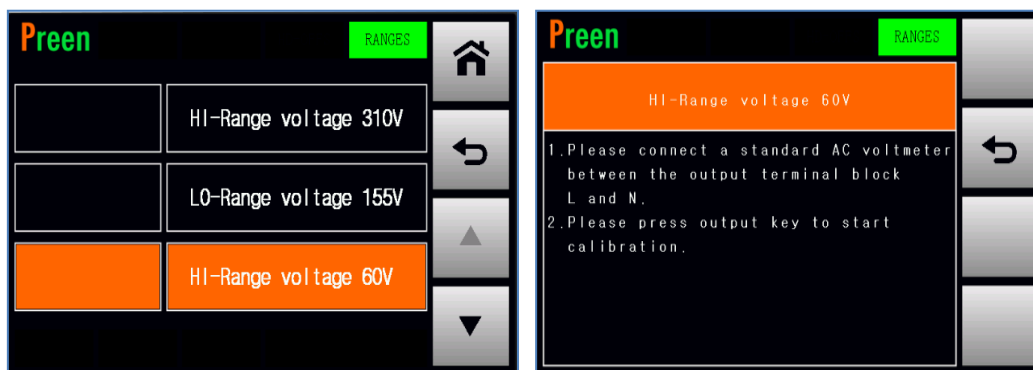 Preen
RANGES
HI-Range voltage 310V
LO-Range voltage 155V
HI-Range voltage 60V
Preen
RANGES
HI-Range voltage 60V
1.Please connect a standard AC voltmeter
between the output terminal block
L and N.
2.Please press output key to start
calibration.